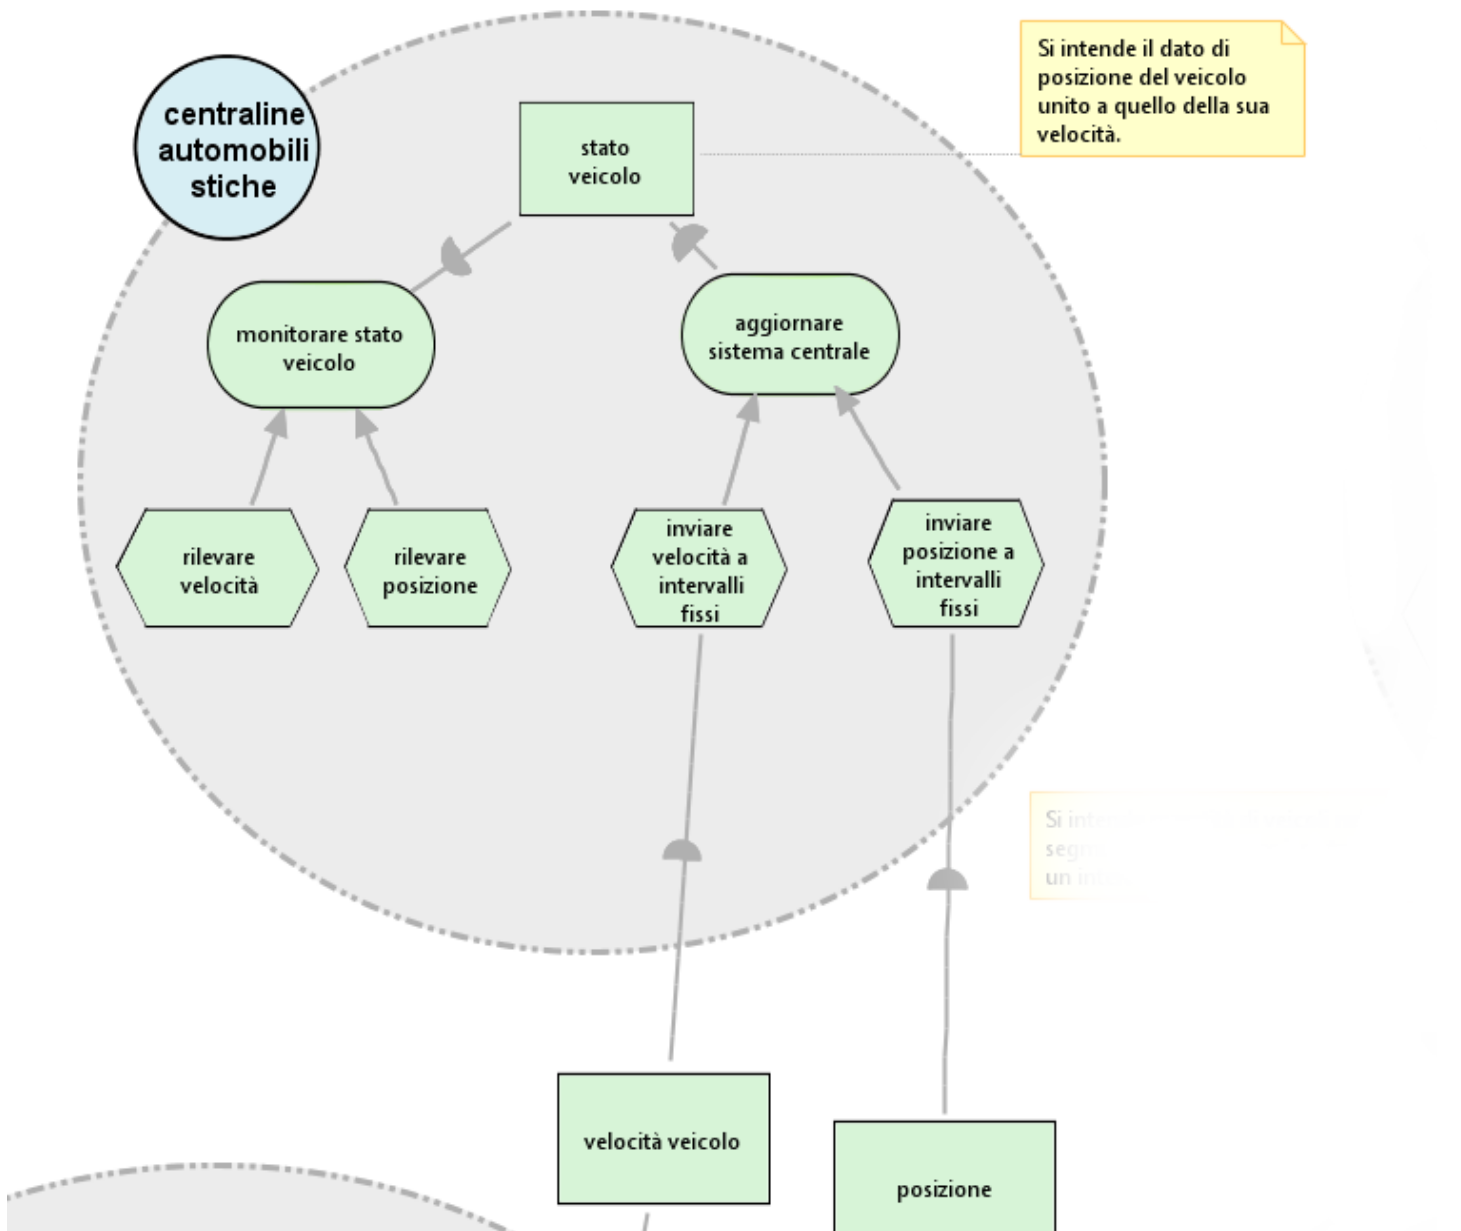 Si intende il dato di
posizione del veicolo
unito a quello della sua
velocità.
centraline
automobili
stiche
stato
veicolo
monitorare stato
veicolo
aggiornare
sistema centrale
rilevare
velocità
rilevare
posizione
inviare
velocità a
intervalli
fissi
inviare
posizione a
intervalli
fissi
Si
un
velocità veicolo
posizione